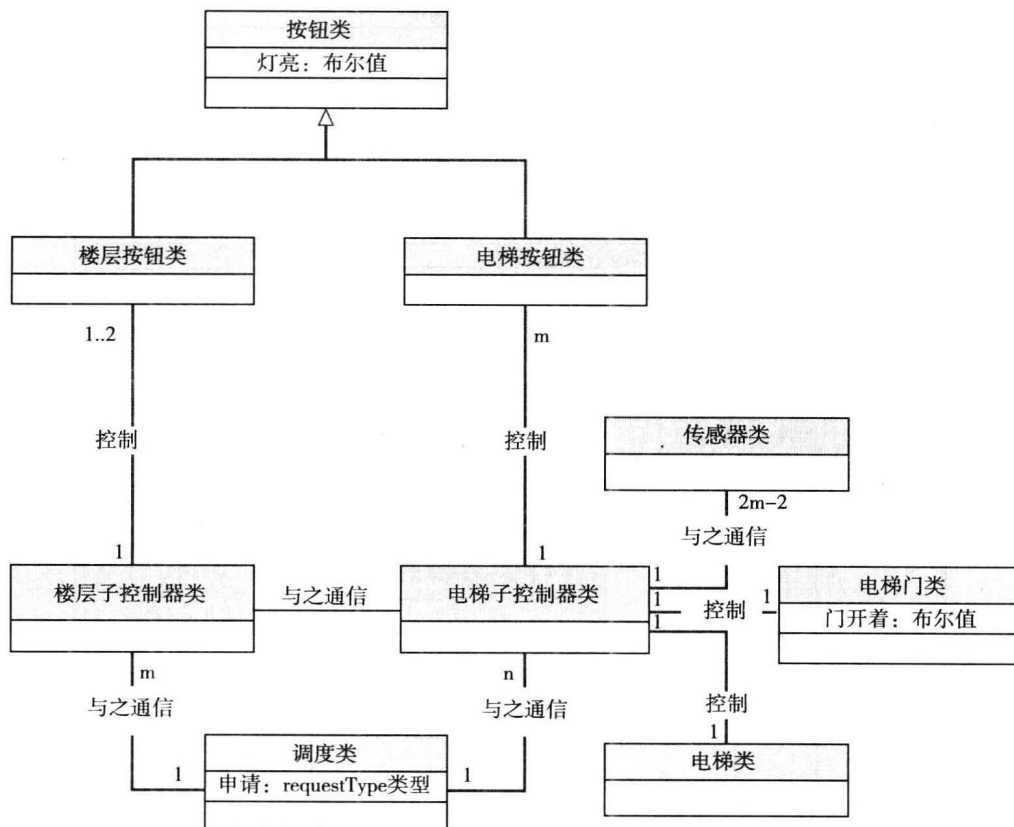 按钮类
灯亮：布尔值
楼层按钮类
电梯按钮类
1..2
m
控制
控制
传感器类
2m-2
与之通信
1
1
楼层子控制器类
与之通信
电梯子控制器类
1
1
1
控制
1
电梯门类
门开着：布尔值
m
n
与之通信
与之通信
控制
1
电梯类
调度类
申请：requestType类型
1
1